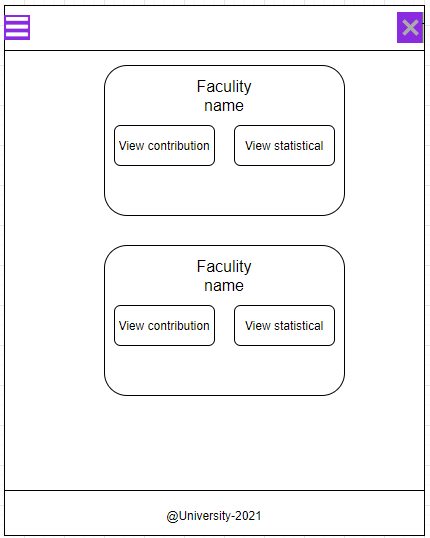 Faculity
name
View contribution View statistical
Faculity
name
View contribution View statistical
@University-2021